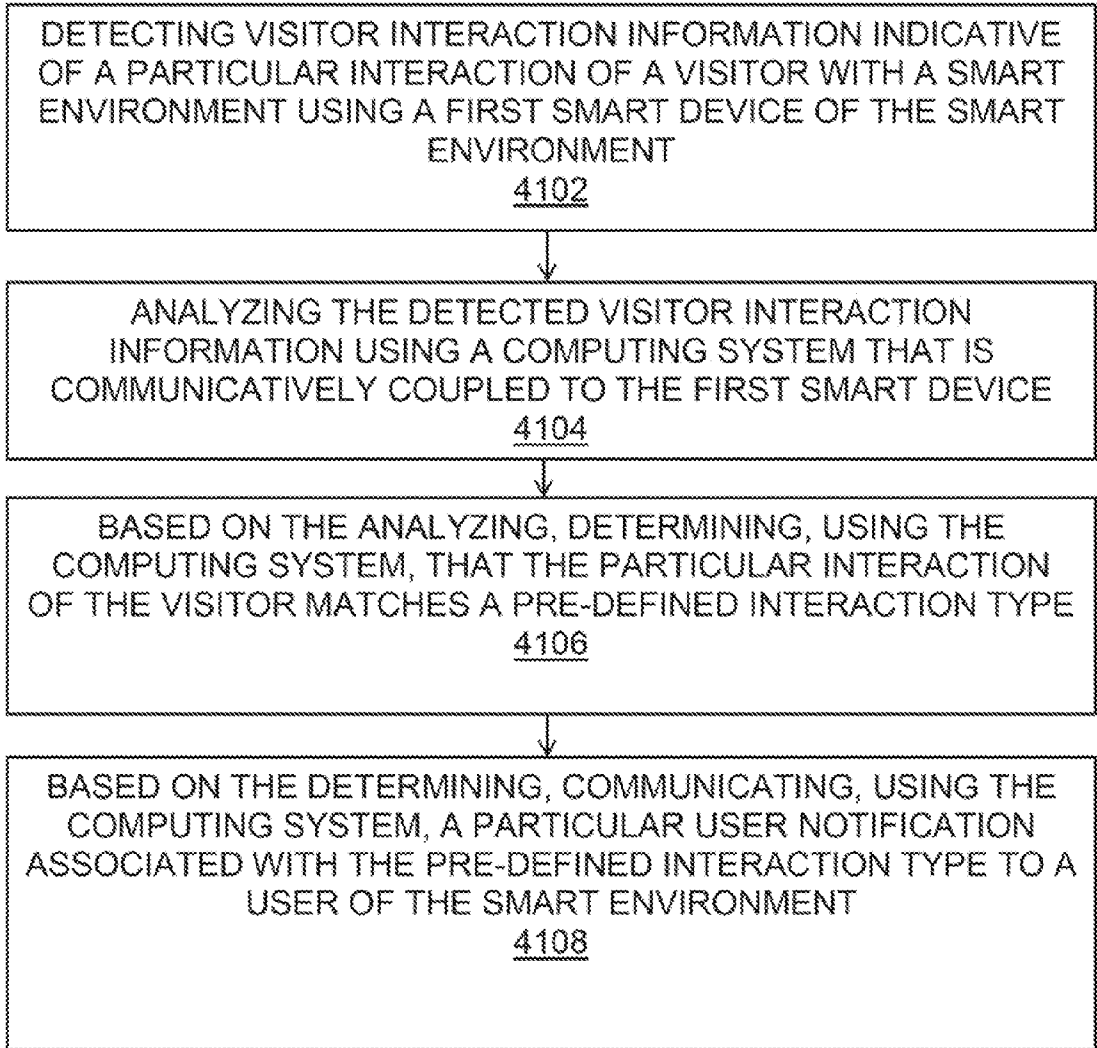 DETECTING VISITOR INTERACTION INFORMATION INDICATIVE
OF A PARTICULAR INTERACTION OF A VISITOR WITH A SMART
ENVIRONMENT USING A FIRST SMART DEVICE OF THE SMART
ENVIRONMENT
4102
ANALYZING THE DETECTED VISITOR INTERACTION
INFORMATION USING A COMPUTING SYSTEM THAT IS
COMMUNICATIVELY COUPLED TO THE FIRST SMART DEVICE
4104
BASED ON THE ANALYZING, DETERMINING, USING THE
COMPUTING SYSTEM, THAT THE PARTICULAR INTERACTION
OF THE VISITOR MATCHES A PRE-DEFINED INTERACTION TYPE
4106
BASED ON THE DETERMINING, COMMUNICATING, USING THE
COMPUTING SYSTEM, A PARTICULAR USER NOTIFICATION
ASSOCIATED WITH THE PRE-DEFINED INTERACTION TYPE TO A
USER OF THE SMART ENVIRONMENT
4108